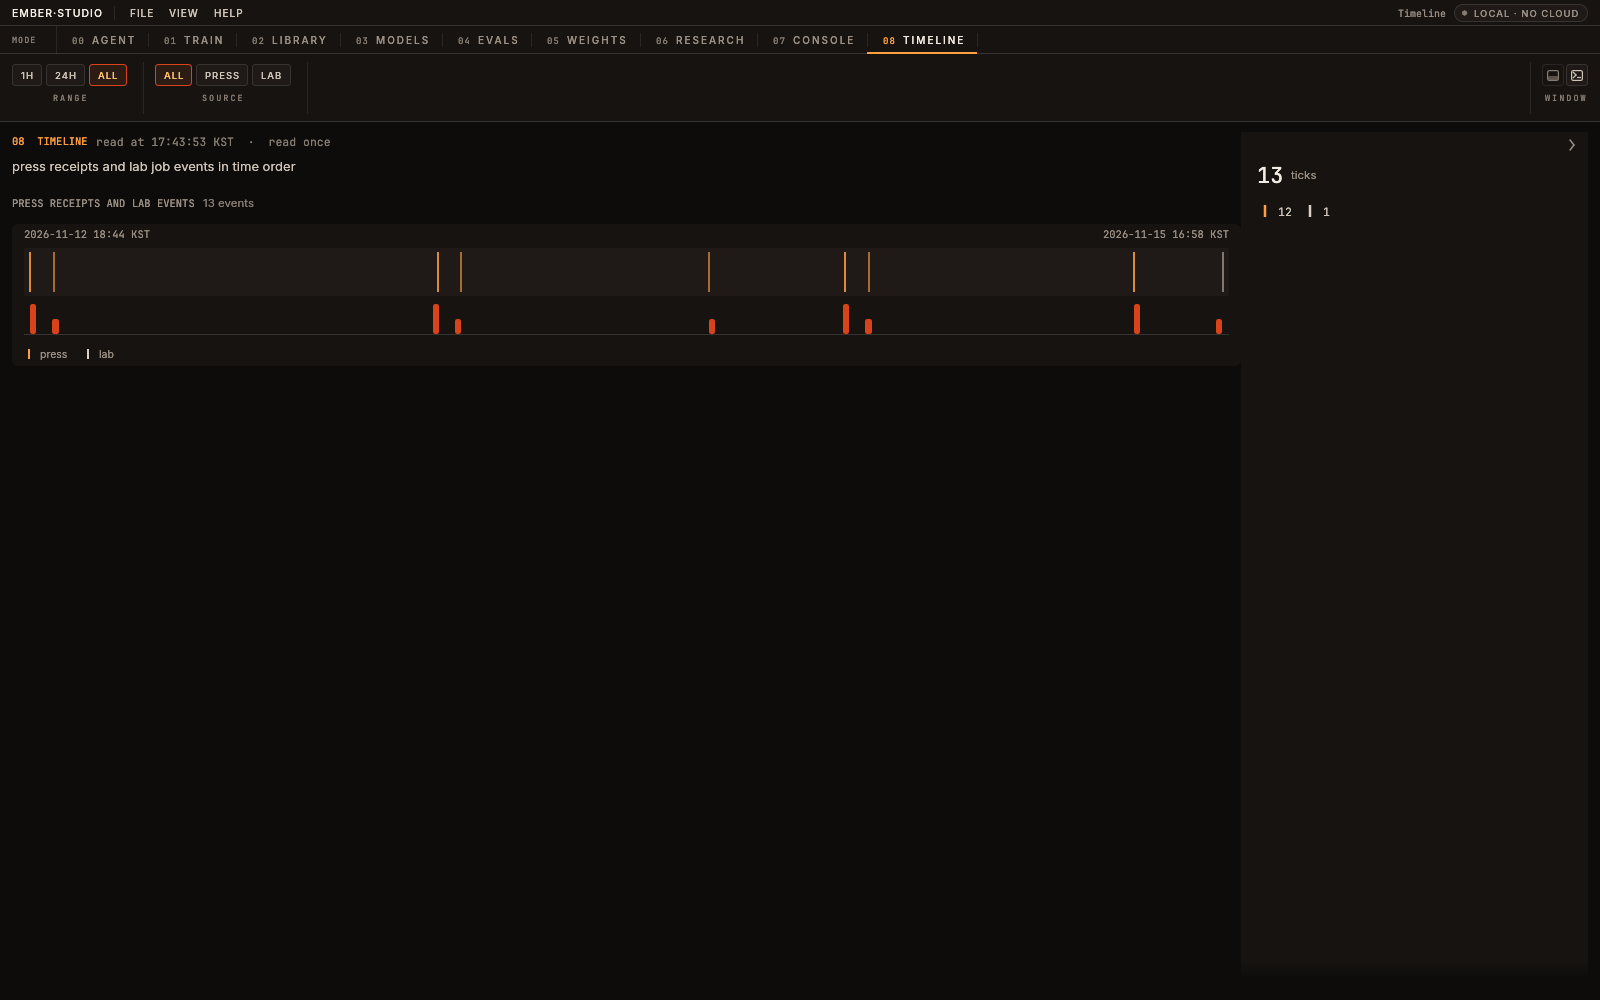 EMBER·STUDIO FILE VIEW HELP Timeline LOCAL · NO CLOUD
MODE 00 AGENT 01 TRAIN 02 LIBRARY 03 MODELS 04 EVALS 05 WEIGHTS 06 RESEARCH 07 CONSOLE 08 TIMELINE
1H 24H ALL ALL PRESS LAB
RANGE SOURCE WINDOW
08 TIMELINE read at 17:43:53 KST · read once
press receipts and lab job events in time order
PRESS RECEIPTS AND LAB EVENTS 13 events
2026-11-12 18:44 KST 2026-11-15 16:58 KST
press lab
13 ticks
12 1